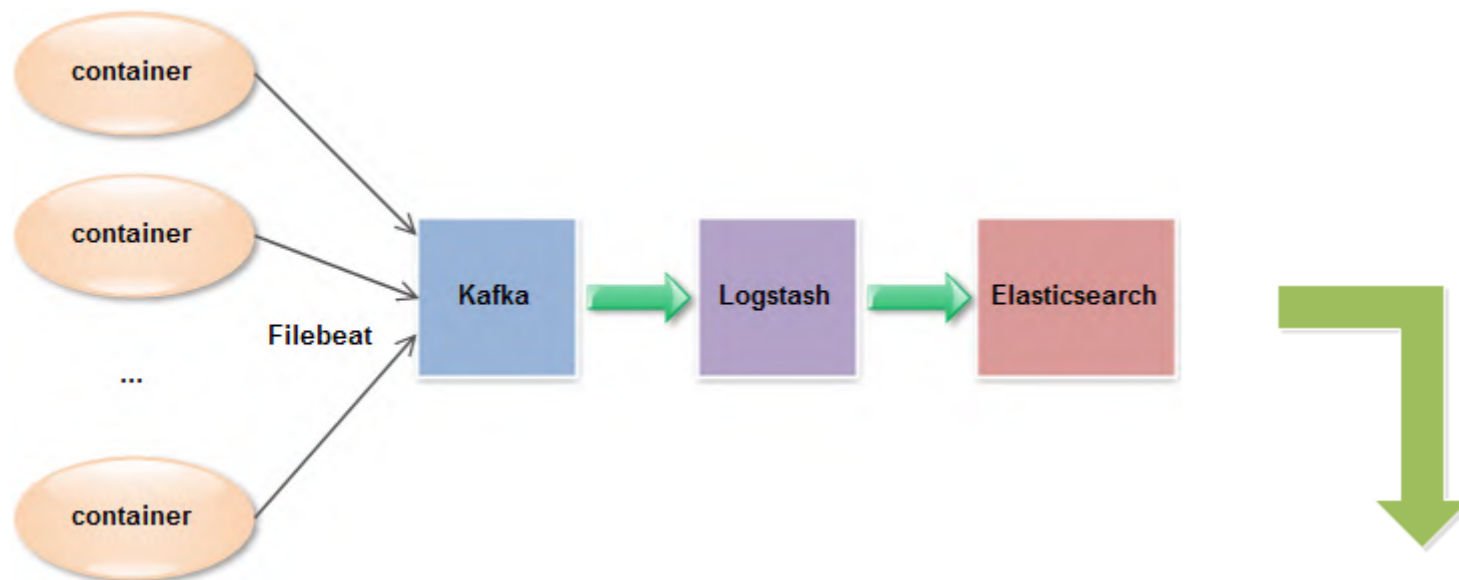 container
container
Kafka
Logstash
Elasticsearch
Filebeat
...
container